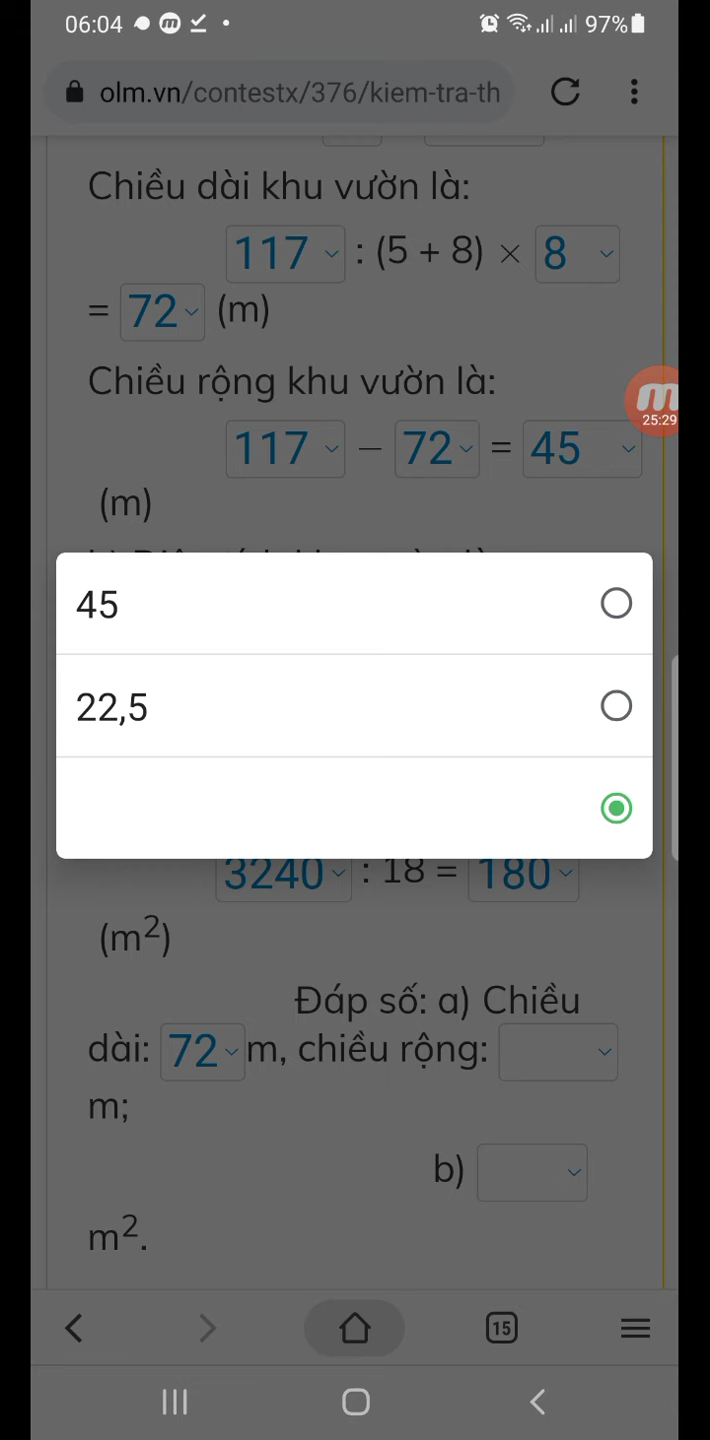 06:04
97%
olm.vn/contestx/376/kiem-tra-th
Chiều dài khu vườn là:
117 : (5 + 8) × 8
= 72 (m)
Chiều rộng khu vườn là:
25:29
117 − 72 = 45
(m)
45
22,5
3240 : 18 = 180
(m²)
Đáp số: a) Chiều
dài: 72 m, chiều rộng:
m;
b)
m².
15